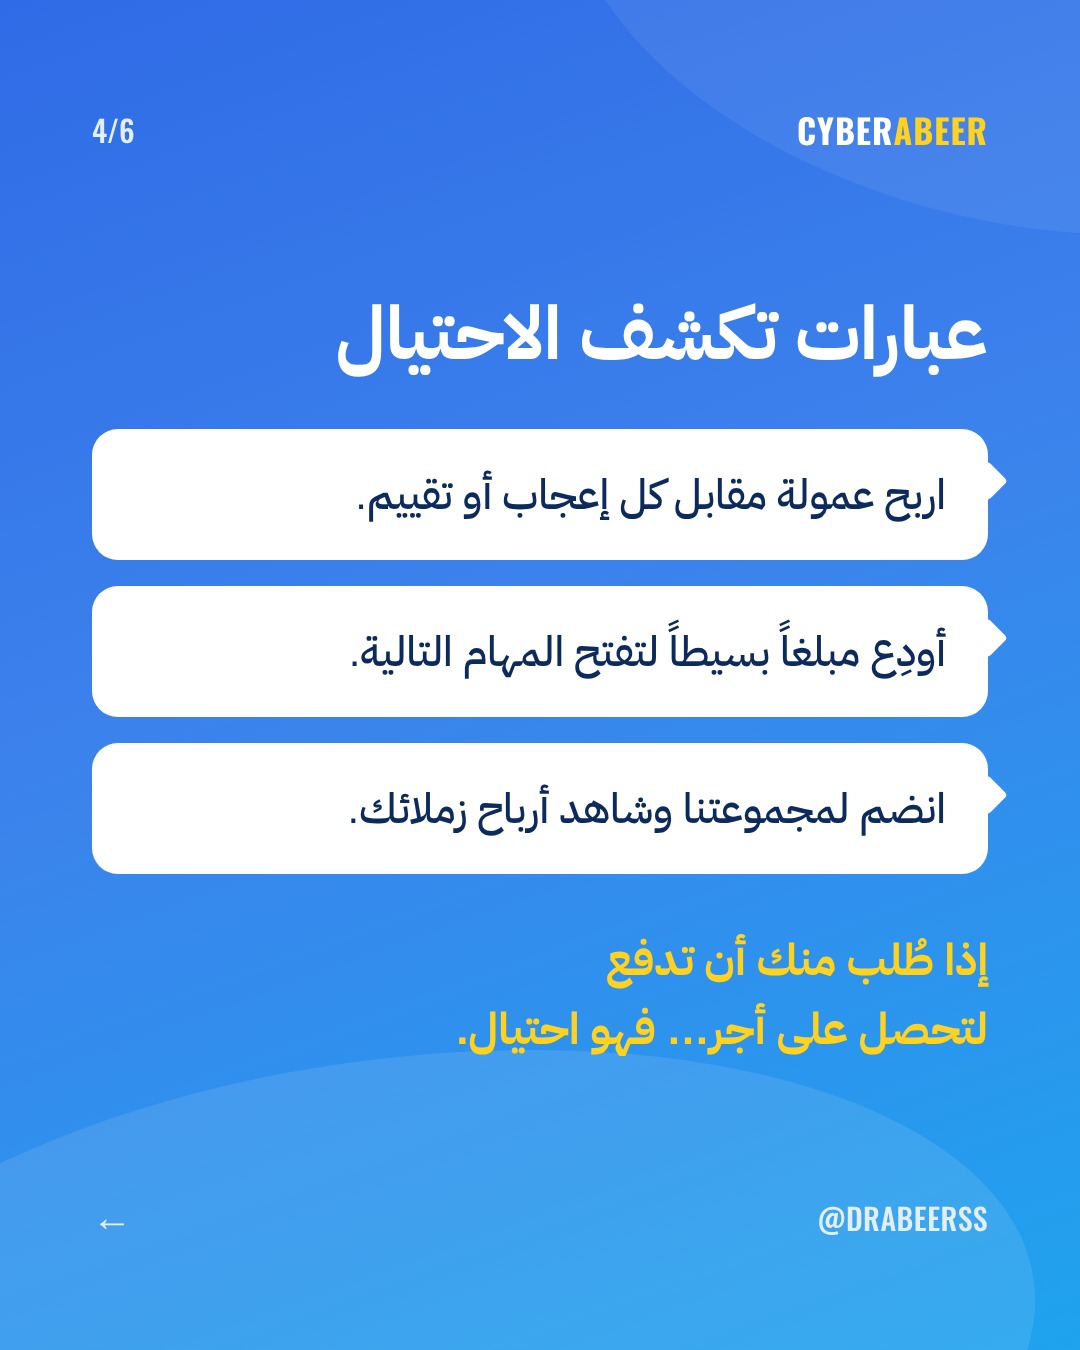 CYBERABEER
4/6
عبارات تكشف الاحتيال
اربح عمولة مقابل كل إعجاب أو تقييم.
أودِع مبلغاً بسيطاً لتفتح المهام التالية.
انضم لمجموعتنا وشاهد أرباح زملائك.
إذا طُلب منك أن تدفع
لتحصل على أجر... فهو احتيال.
@DRABEERSS
←